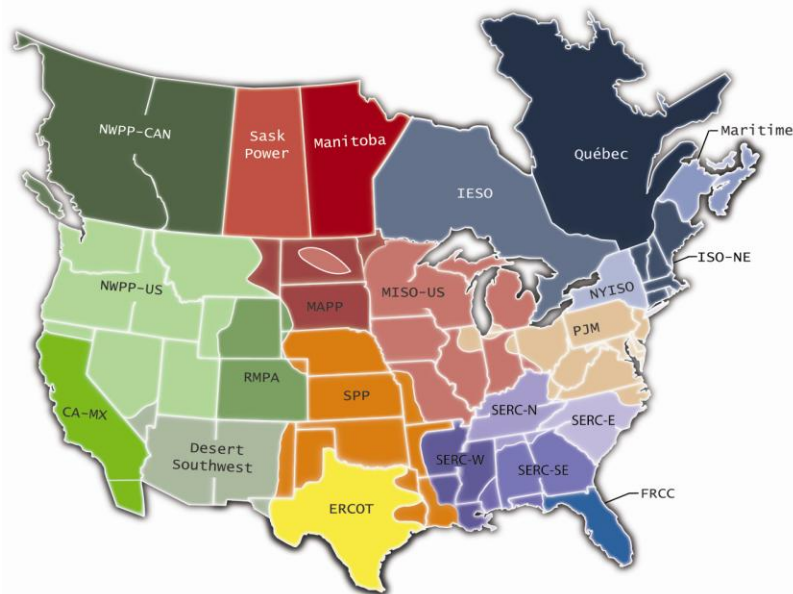 NWPP-CAN
Sask
Power
Manitoba
Québec
Maritime
IESO
ISO-NE
NWPP-US
MAPP
MISO-US
NYISO
PJM
RMPA
SPP
CA-MX
SERC-N
SERC-E
Desert
Southwest
SERC-W
SERC-SE
ERCOT
FRCC